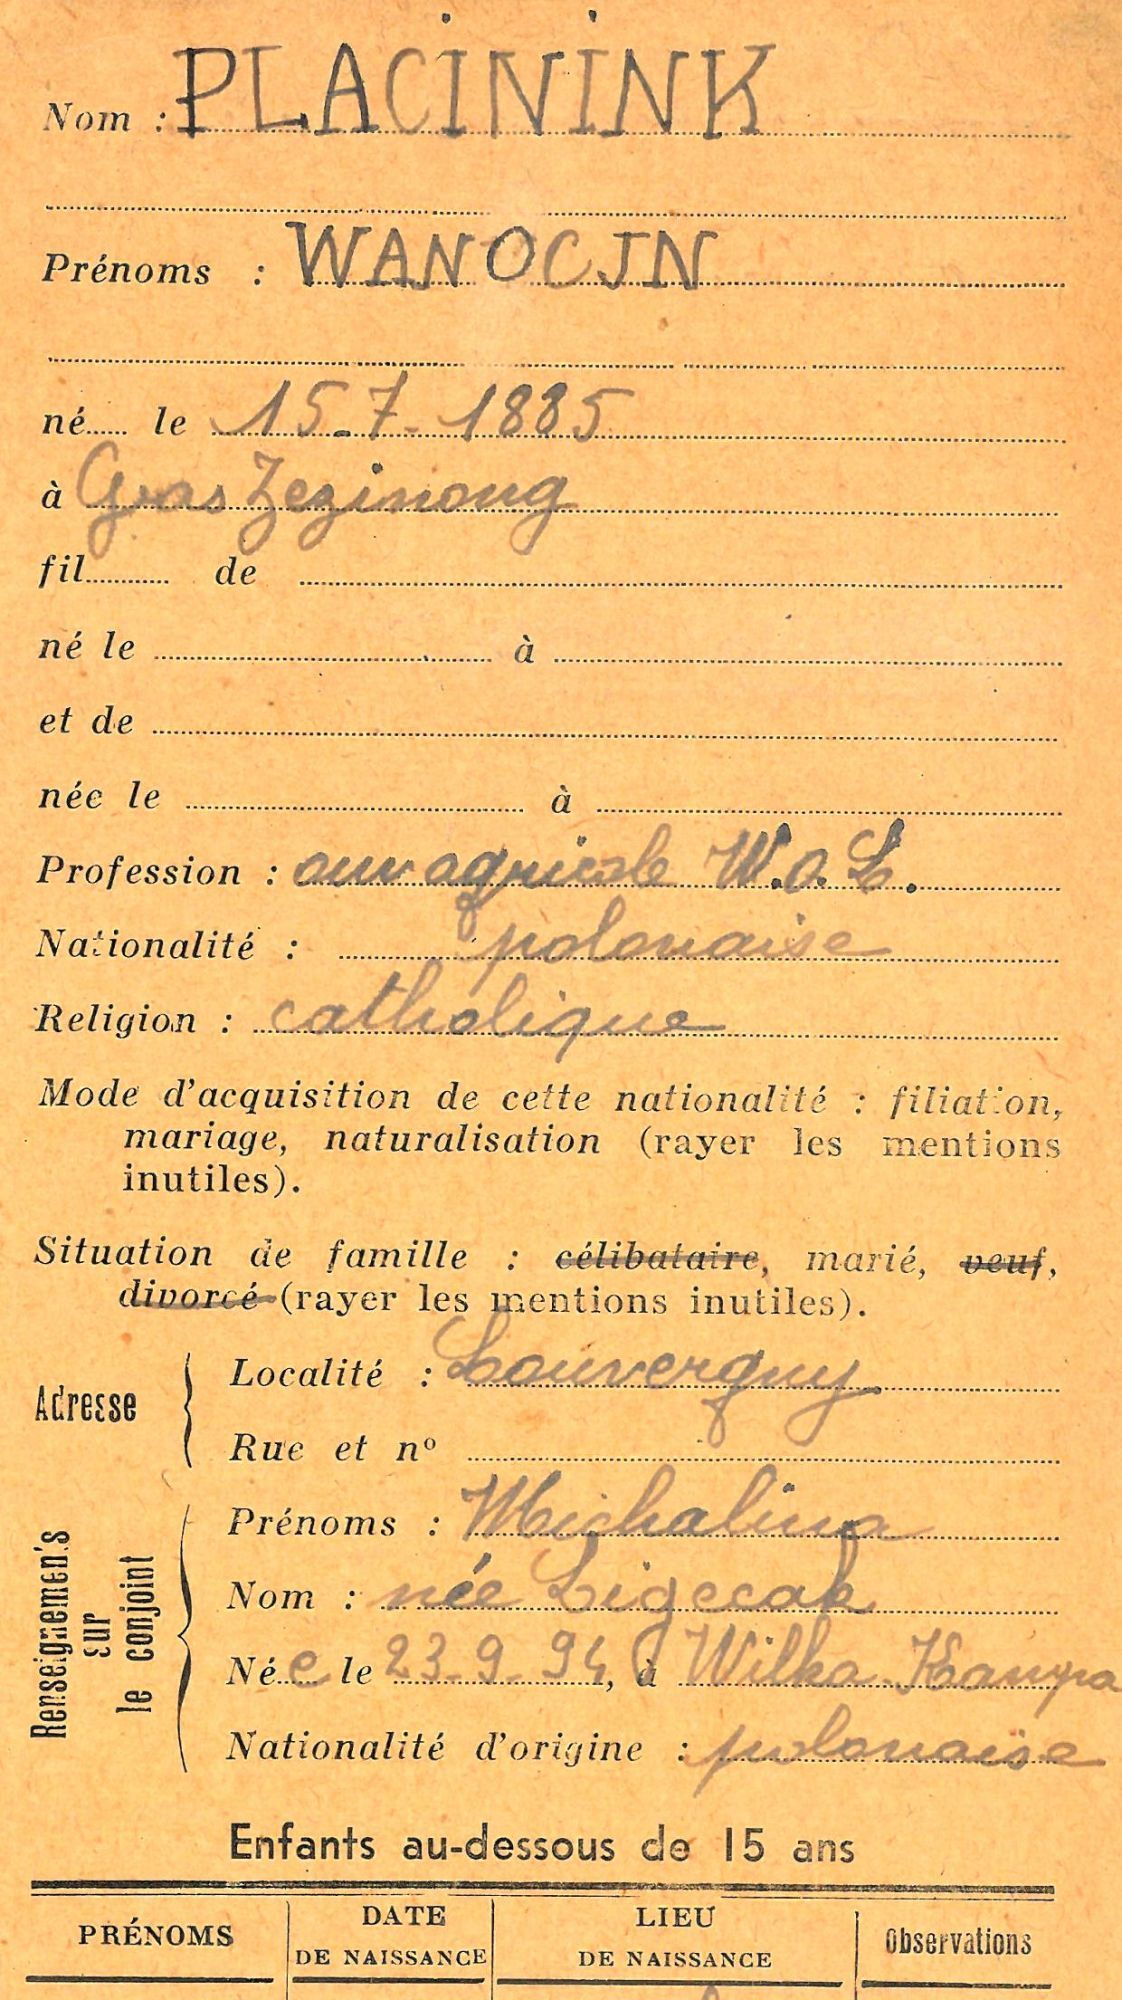 Nom : PLACININK
Prénoms : WANOCJN
né..... le 15-7-1885
à Gras Zezinoug
fil.......... de
né le à
et de
née le à
Profession : ouv agricole W.O.L.
Nationalité : polonaise
Religion : catholique
Mode d'acquisition de cette nationalité : filiation,
mariage, naturalisation (rayer les mentions
inutiles).
Situation de famille : célibataire, marié, veuf,
divorcé (rayer les mentions inutiles).
Adresse
Localité : Louvergny
Rue et nº
Renseignements sur le conjoint
Prénoms : Michalina
Nom : née Ligecak
Née le 23-9-94, à Wilka Kampa
Nationalité d'origine : polonaise
Enfants au-dessous de 15 ans
PRÉNOMS
DATE DE NAISSANCE
LIEU DE NAISSANCE
Observations